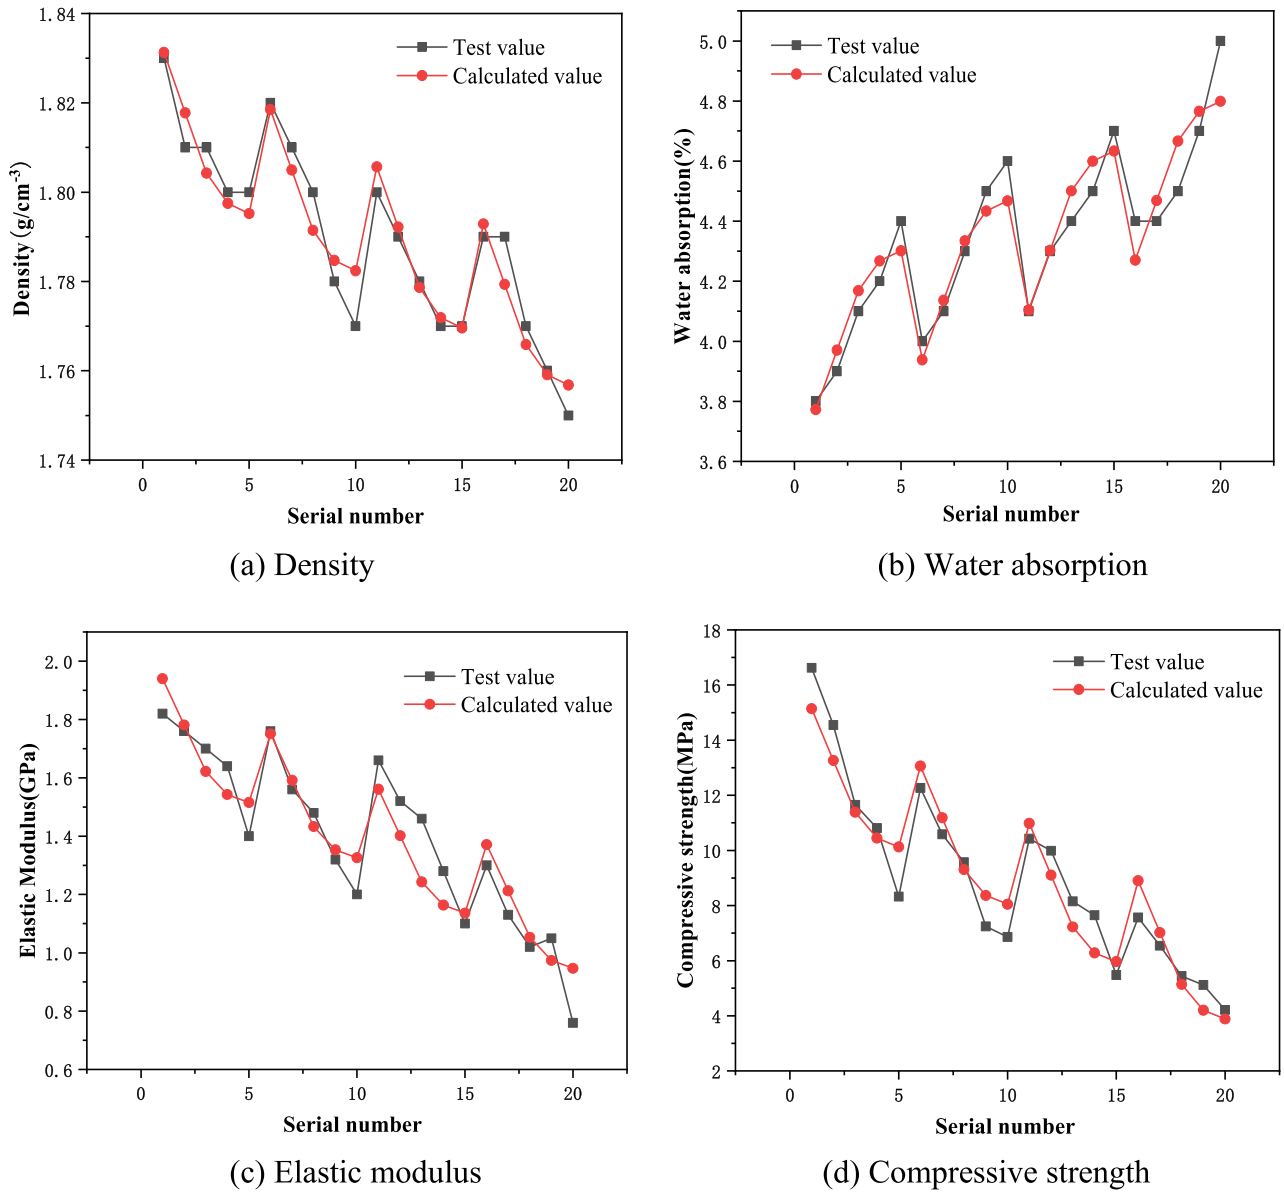 1.84
1.82
1.80
1.78
1.76
1.74
Density(g/cm⁻³)
Test value
Calculated value
0 5 10 15 20
Serial number
(a) Density
5.0
4.8
4.6
4.4
4.2
4.0
3.8
3.6
Water absorption(%)
Test value
Calculated value
0 5 10 15 20
Serial number
(b) Water absorption
2.0
1.8
1.6
1.4
1.2
1.0
0.8
0.6
Elastic Modulus(GPa)
Test value
Calculated value
0 5 10 15 20
Serial number
(c) Elastic modulus
18
16
14
12
10
8
6
4
2
Compressive strength(MPa)
Test value
Calculated value
0 5 10 15 20
Serial number
(d) Compressive strength